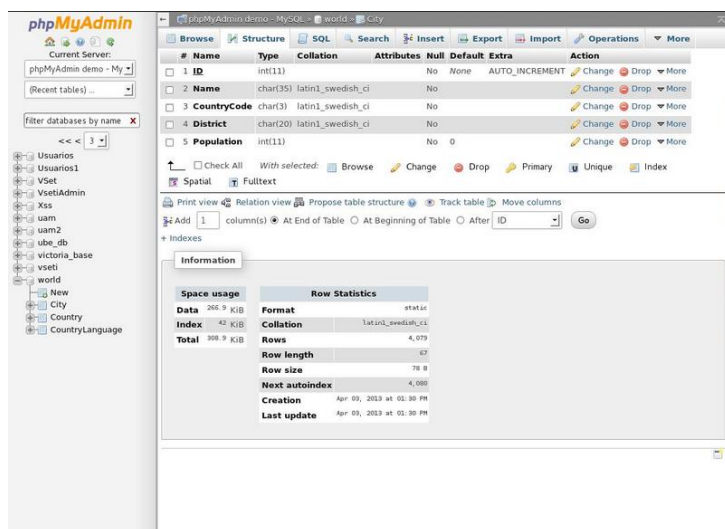 phpMyAdmin
phpMyAdmin demo - MySQL » world » City
Current Server:
phpMyAdmin demo - My
(Recent tables) ...
filter databases by name X
<< < 3
Usuarios
Usuarios1
VSet
VsetiAdmin
Xss
uam
uam2
ube_db
victoria_base
vseti
world
New
City
Country
CountryLanguage
Browse Structure SQL Search Insert Export Import Operations More
# Name Type Collation Attributes Null Default Extra Action
1 ID int(11) No None AUTO_INCREMENT Change Drop More
2 Name char(35) latin1_swedish_ci No Change Drop More
3 CountryCode char(3) latin1_swedish_ci No Change Drop More
4 District char(20) latin1_swedish_ci No Change Drop More
5 Population int(11) No 0 Change Drop More
Check All With selected: Browse Change Drop Primary Unique Index
Spatial Fulltext
Print view Relation view Propose table structure Track table Move columns
Add 1 column(s) At End of Table At Beginning of Table After ID Go
+ Indexes
Information
Space usage
Data 266.9 KiB
Index 42 KiB
Total 308.9 KiB
Row Statistics
Format static
Collation latin1_swedish_ci
Rows 4,079
Row length 67
Row size 78 B
Next autoindex 4,080
Creation Apr 03, 2013 at 01:30 PM
Last update Apr 03, 2013 at 01:30 PM